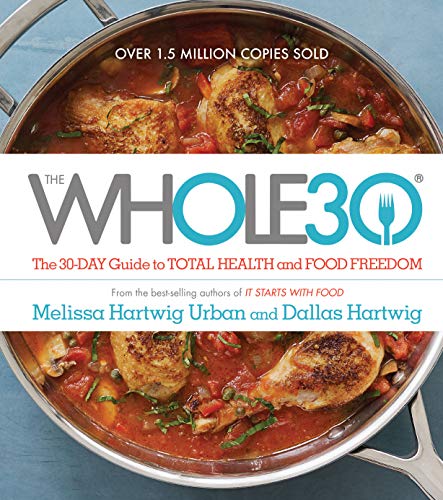 OVER 1.5 MILLION COPIES SOLD
THE WHOLE30®
The 30-DAY Guide to TOTAL HEALTH and FOOD FREEDOM
From the best-selling authors of IT STARTS WITH FOOD
Melissa Hartwig Urban and Dallas Hartwig